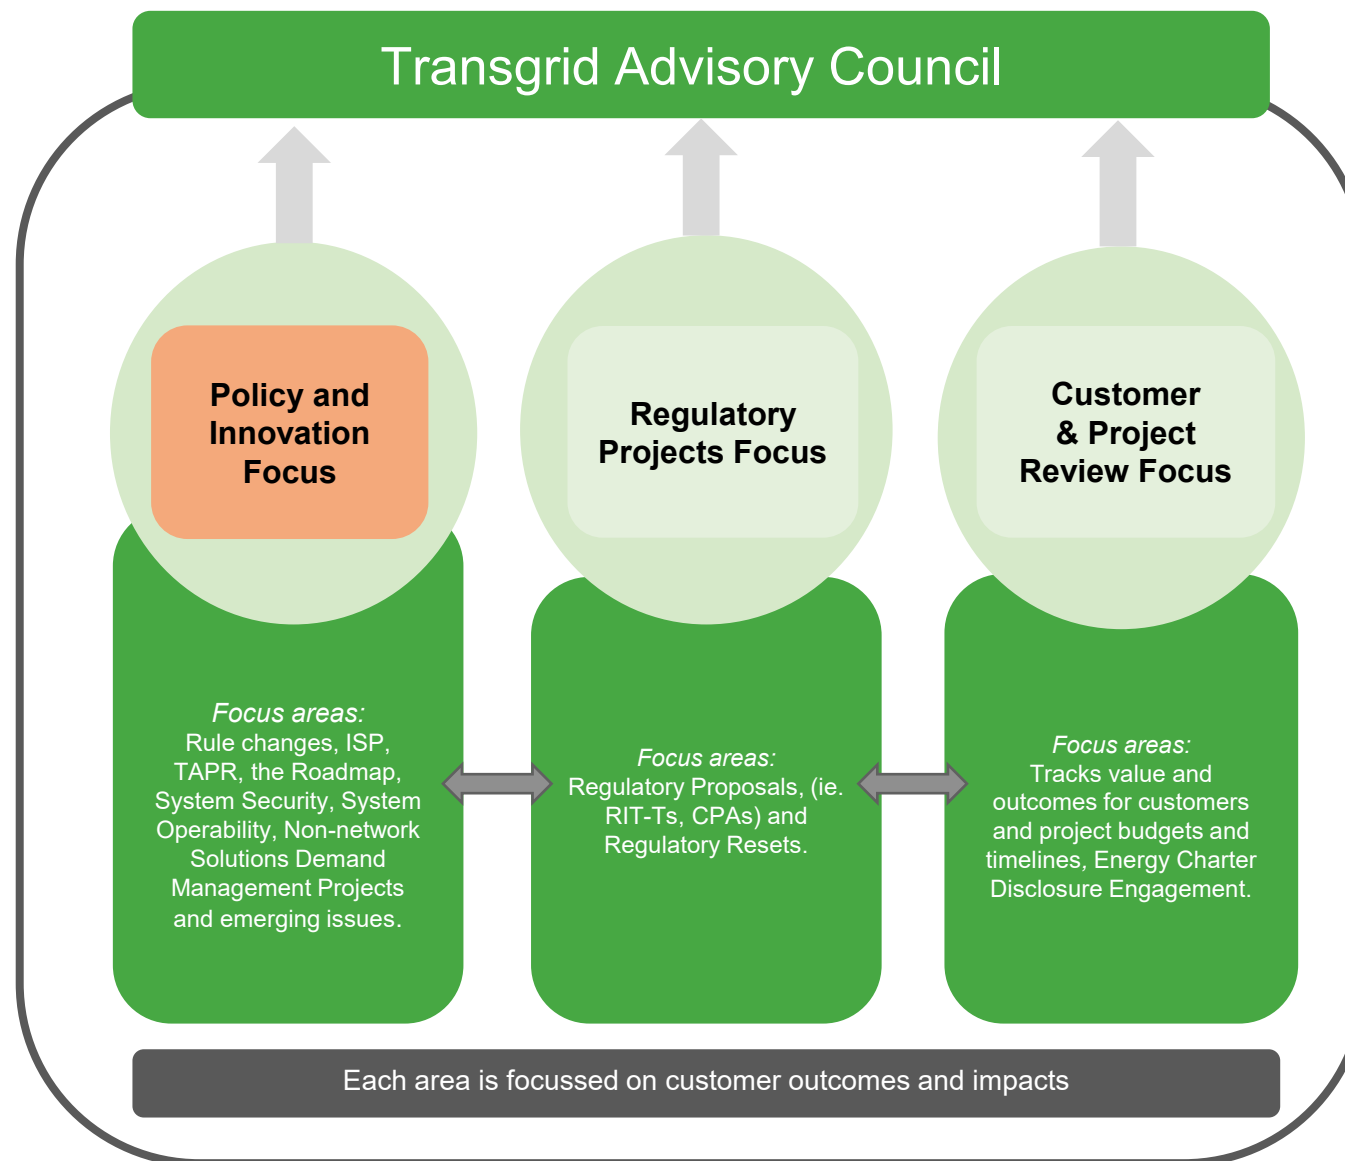 Transgrid Advisory Council
Policy and
Innovation
Focus
Regulatory
Projects Focus
Customer
& Project
Review Focus
Focus areas:
Rule changes, ISP,
TAPR, the Roadmap,
System Security, System
Operability, Non-network
Solutions Demand
Management Projects
and emerging issues.
Focus areas:
Regulatory Proposals, (ie.
RIT-Ts, CPAs) and
Regulatory Resets.
Focus areas:
Tracks value and
outcomes for customers
and project budgets and
timelines, Energy Charter
Disclosure Engagement.
Each area is focussed on customer outcomes and impacts